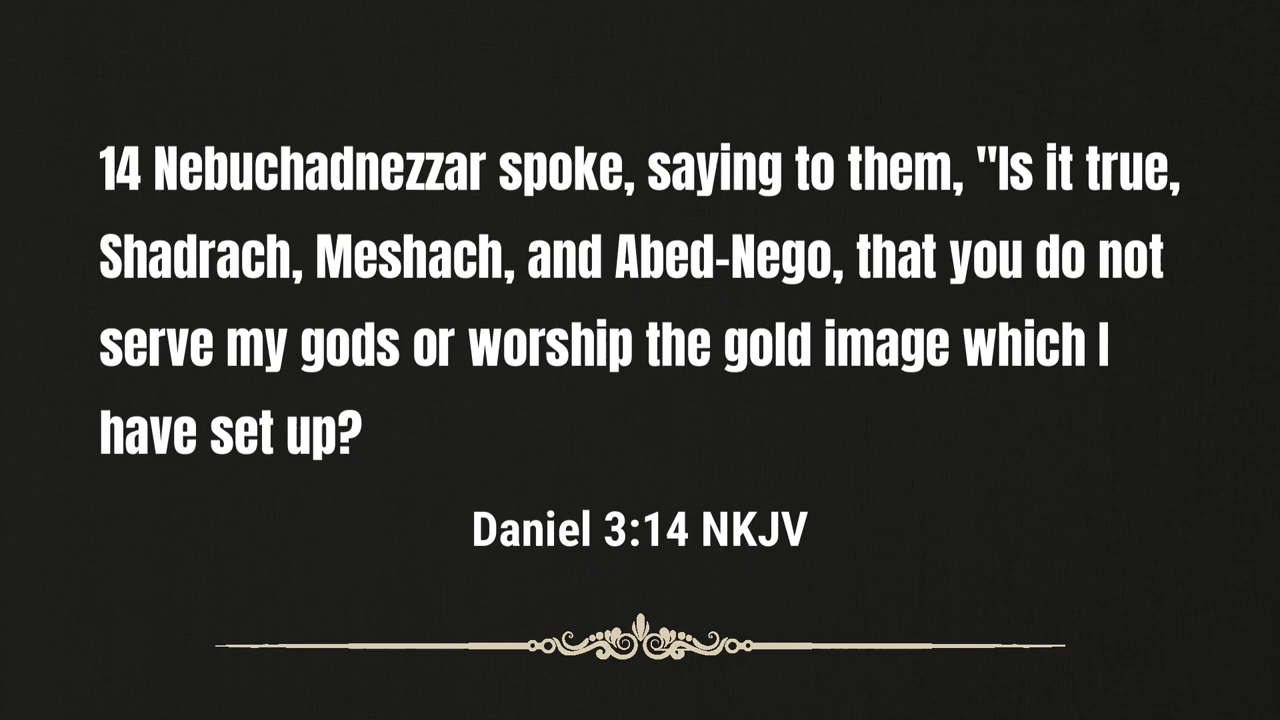 14 Nebuchadnezzar spoke, saying to them, "Is it true,
Shadrach, Meshach, and Abed-Nego, that you do not
serve my gods or worship the gold image which I
have set up?
Daniel 3:14 NKJV